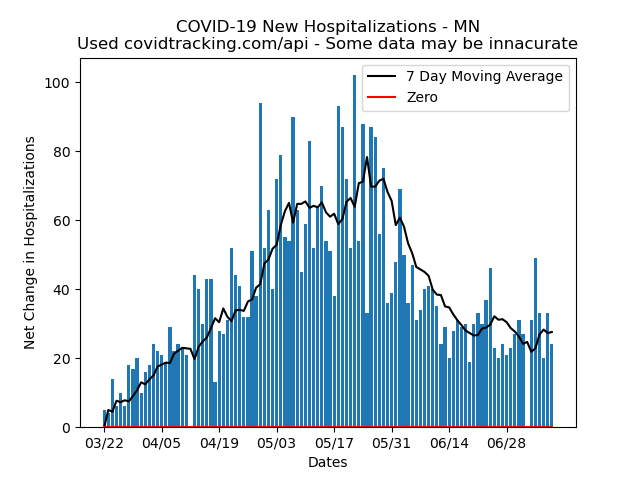 COVID-19 New Hospitalizations - MN
Used covidtracking.com/api - Some data may be innacurate
7 Day Moving Average
Zero
Net Change in Hospitalizations
100
80
60
40
20
0
03/22 04/05 04/19 05/03 05/17 05/31 06/14 06/28
Dates